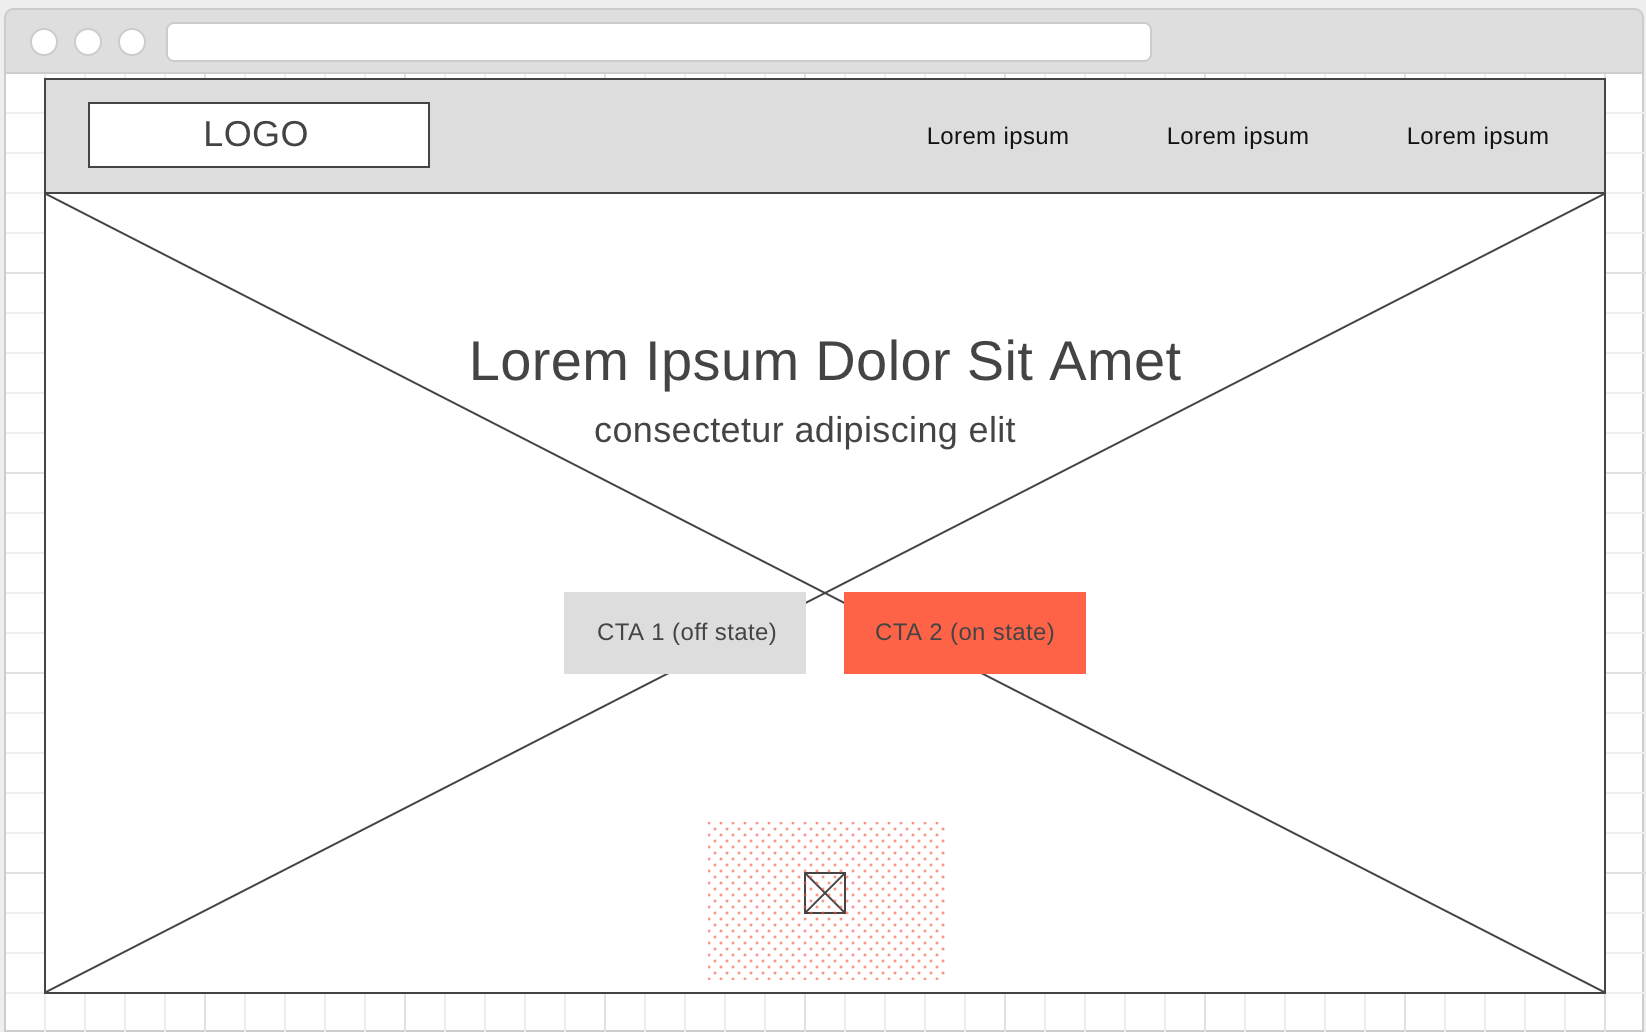 LOGO
Lorem ipsum
Lorem ipsum
Lorem ipsum
Lorem Ipsum Dolor Sit Amet
consectetur adipiscing elit
CTA 1 (off state)
CTA 2 (on state)